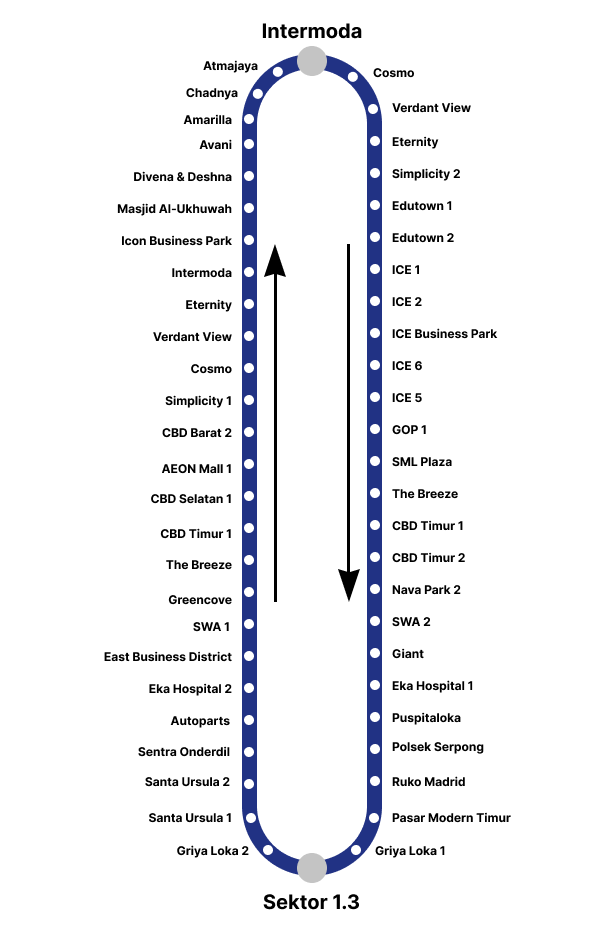 Intermoda
Atmajaya
Chadnya
Amarilla
Avani
Divena & Deshna
Masjid Al-Ukhuwah
Icon Business Park
Intermoda
Eternity
Verdant View
Cosmo
Simplicity 1
CBD Barat 2
AEON Mall 1
CBD Selatan 1
CBD Timur 1
The Breeze
Greencove
SWA 1
East Business District
Eka Hospital 2
Autoparts
Sentra Onderdil
Santa Ursula 2
Santa Ursula 1
Griya Loka 2
Cosmo
Verdant View
Eternity
Simplicity 2
Edutown 1
Edutown 2
ICE 1
ICE 2
ICE Business Park
ICE 6
ICE 5
GOP 1
SML Plaza
The Breeze
CBD Timur 1
CBD Timur 2
Nava Park 2
SWA 2
Giant
Eka Hospital 1
Puspitaloka
Polsek Serpong
Ruko Madrid
Pasar Modern Timur
Griya Loka 1
Sektor 1.3